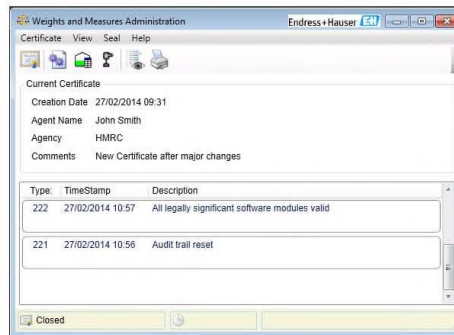 Weights and Measures Administration
Endress+Hauser EH
Certificate View Seal Help
Current Certificate
Creation Date 27/02/2014 09:31
Agent Name John Smith
Agency HMRC
Comments New Certificate after major changes
Type: TimeStamp Description
222 27/02/2014 10:57 All legally significant software modules valid
221 27/02/2014 10:56 Audit trail reset
Closed